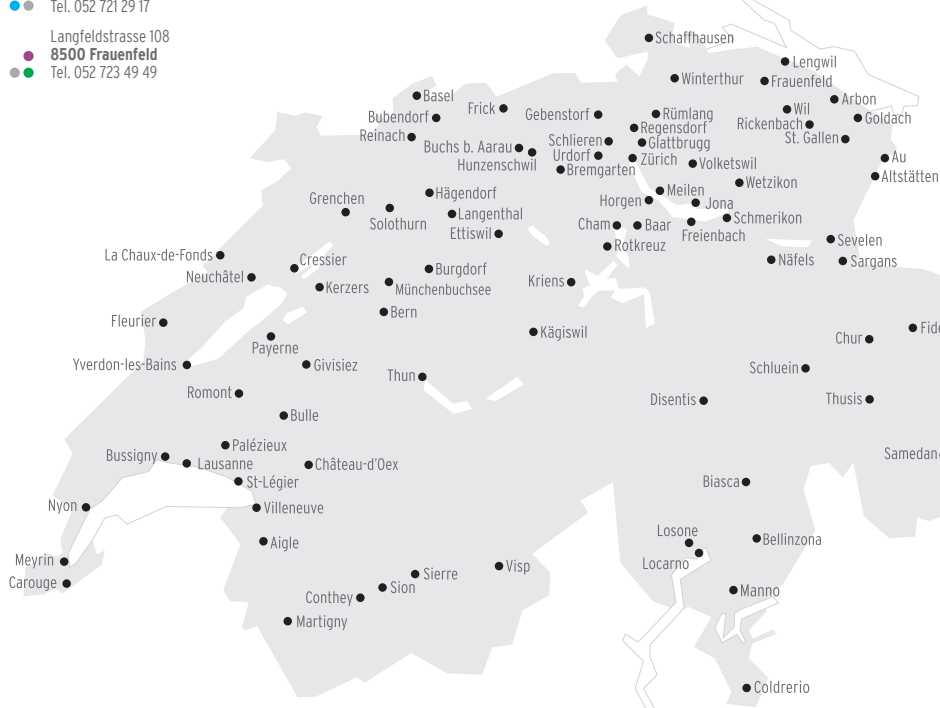 Tel. 052 721 29 17
Langfeldstrasse 108
8500 Frauenfeld
Tel. 052 723 49 49
Schaffhausen
Lengwil
Winterthur
Frauenfeld
Basel
Arbon
Frick
Wil
Bubendorf
Gebenstorf
Rümlang
Goldach
Rickenbach
Regensdorf
Reinach
St. Gallen
Schlieren
Glattbrugg
Buchs b. Aarau
Urdorf
Zürich
Au
Hunzenschwil
Volketswil
Bremgarten
Altstätten
Wetzikon
Hägendorf
Meilen
Grenchen
Horgen
Jona
Langenthal
Solothurn
Schmerikon
Cham
Baar
Ettiswil
Freienbach
Sevelen
Rotkreuz
La Chaux-de-Fonds
Cressier
Näfels
Sargans
Burgdorf
Neuchâtel
Kriens
Kerzers
Münchenbuchsee
Bern
Fleurier
Fide
Kägiswil
Chur
Payerne
Yverdon-les-Bains
Givisiez
Schluein
Thun
Romont
Disentis
Thusis
Bulle
Palézieux
Samedan
Bussigny
Lausanne
Château-d'Oex
St-Légier
Biasca
Nyon
Villeneuve
Losone
Bellinzona
Aigle
Meyrin
Locarno
Visp
Sierre
Carouge
Sion
Manno
Conthey
Martigny
Coldrerio